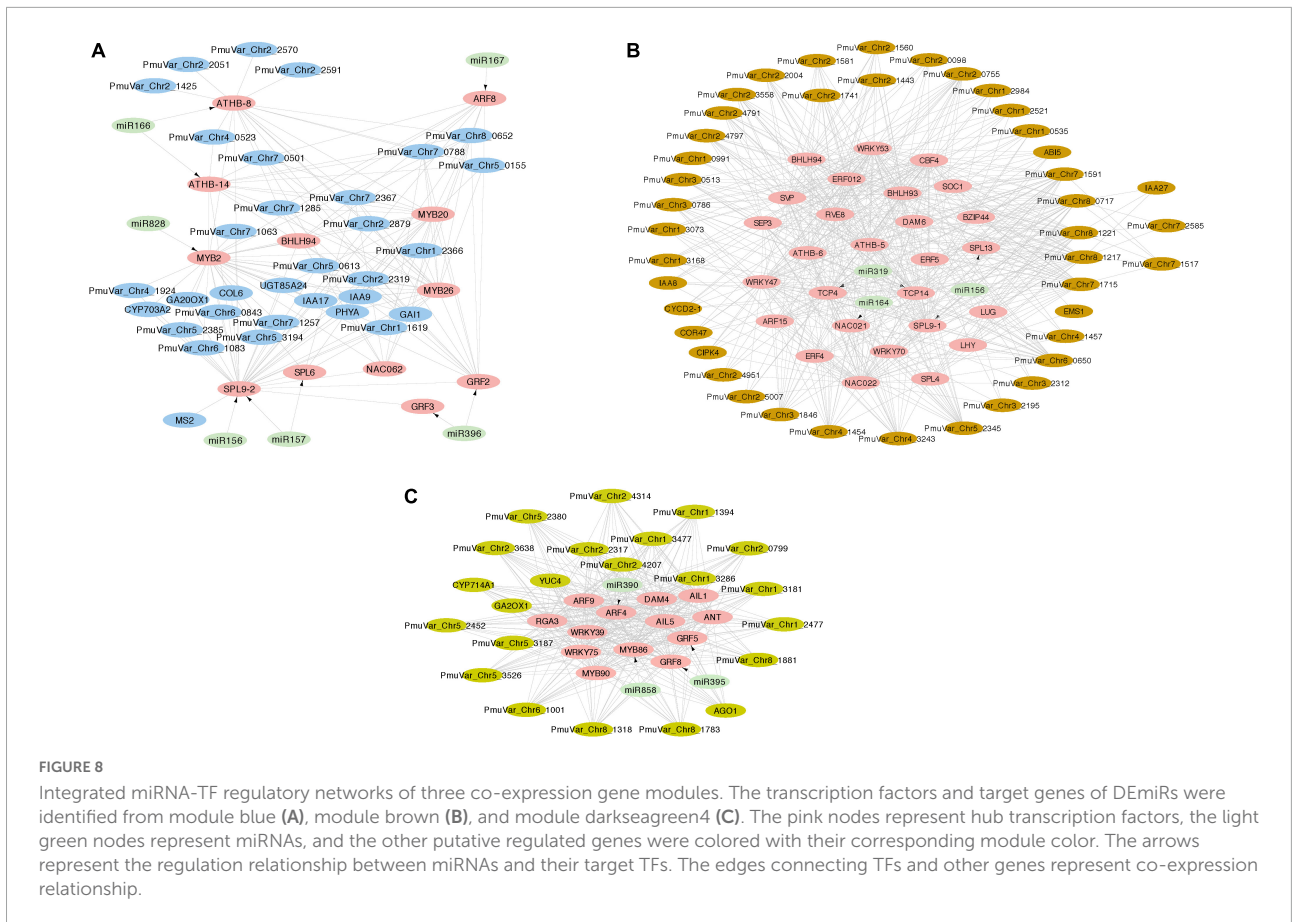 A
PmuVar_Chr2_2570
PmuVar_Chr2_2051
PmuVar_Chr2_2591
PmuVar_Chr2_1425
miR167
ATHB-8
ARF8
miR166
PmuVar_Chr4_0523
PmuVar_Chr8_0652
PmuVar_Chr7_0788
PmuVar_Chr7_0501
PmuVar_Chr5_0155
ATHB-14
PmuVar_Chr7_2367
PmuVar_Chr7_1285
MYB20
miR828
PmuVar_Chr2_2879
PmuVar_Chr7_1063
BHLH94
PmuVar_Chr1_2366
MYB2
PmuVar_Chr5_0613
PmuVar_Chr2_2319
UGT85A24
MYB26
PmuVar_Chr4_1924
COL6
GA20OX1
IAA17
IAA9
CYP703A2
PmuVar_Chr6_0843
PHYA
GAI1
PmuVar_Chr7_1257
PmuVar_Chr1_1619
PmuVar_Chr5_2385
PmuVar_Chr5_3194
PmuVar_Chr6_1083
SPL6
NAC062
SPL9-2
GRF2
GRF3
MS2
miR156
miR157
miR396
B
PmuVar_Chr2_1560
PmuVar_Chr2_1581
PmuVar_Chr2_0098
PmuVar_Chr2_2004
PmuVar_Chr2_1443
PmuVar_Chr2_0755
PmuVar_Chr2_3558
PmuVar_Chr2_1741
PmuVar_Chr1_2984
PmuVar_Chr2_4791
PmuVar_Chr1_2521
PmuVar_Chr2_4797
PmuVar_Chr1_0535
PmuVar_Chr1_0991
WRKY53
ABI5
BHLH94
CBF4
PmuVar_Chr7_1591
PmuVar_Chr3_0513
ERF012
SOC1
IAA27
SVP
BHLH93
PmuVar_Chr8_0717
PmuVar_Chr3_0786
RVE8
DAM6
BZIP44
PmuVar_Chr7_2585
PmuVar_Chr1_3073
SEP3
PmuVar_Chr8_1221
ATHB-6
ATHB-5
SPL13
PmuVar_Chr8_1217
PmuVar_Chr1_3168
ERF5
PmuVar_Chr7_1517
miR319
IAA8
WRKY47
PmuVar_Chr7_1715
TCP4
TCP14
miR156
miR164
CYCD2-1
LUG
EMS1
COR47
ARF15
NAC021
SPL9-1
PmuVar_Chr4_1457
CIPK4
LHY
ERF4
WRKY70
PmuVar_Chr6_0650
PmuVar_Chr2_4951
NAC022
SPL4
PmuVar_Chr3_2312
PmuVar_Chr2_5007
PmuVar_Chr3_2195
PmuVar_Chr3_1846
PmuVar_Chr4_1454
PmuVar_Chr5_2345
PmuVar_Chr4_3243
C
PmuVar_Chr2_4314
PmuVar_Chr5_2380
PmuVar_Chr1_1394
PmuVar_Chr1_3477
PmuVar_Chr2_3638
PmuVar_Chr2_2317
PmuVar_Chr2_0799
PmuVar_Chr2_4207
CYP714A1
YUC4
miR390
PmuVar_Chr1_3286
PmuVar_Chr1_3181
GA2OX1
ARF9
DAM4
AIL1
ARF4
RGA3
AIL5
ANT
PmuVar_Chr5_2452
PmuVar_Chr1_2477
WRKY39
GRF5
PmuVar_Chr5_3187
WRKY75
MYB86
PmuVar_Chr8_1881
GRF8
PmuVar_Chr5_3526
MYB90
miR858
miR395
PmuVar_Chr6_1001
AGO1
PmuVar_Chr8_1318
PmuVar_Chr8_1783
FIGURE 8
Integrated miRNA-TF regulatory networks of three co-expression gene modules. The transcription factors and target genes of DEmiRs were
identified from module blue (A), module brown (B), and module darkseagreen4 (C). The pink nodes represent hub transcription factors, the light
green nodes represent miRNAs, and the other putative regulated genes were colored with their corresponding module color. The arrows
represent the regulation relationship between miRNAs and their target TFs. The edges connecting TFs and other genes represent co-expression
relationship.